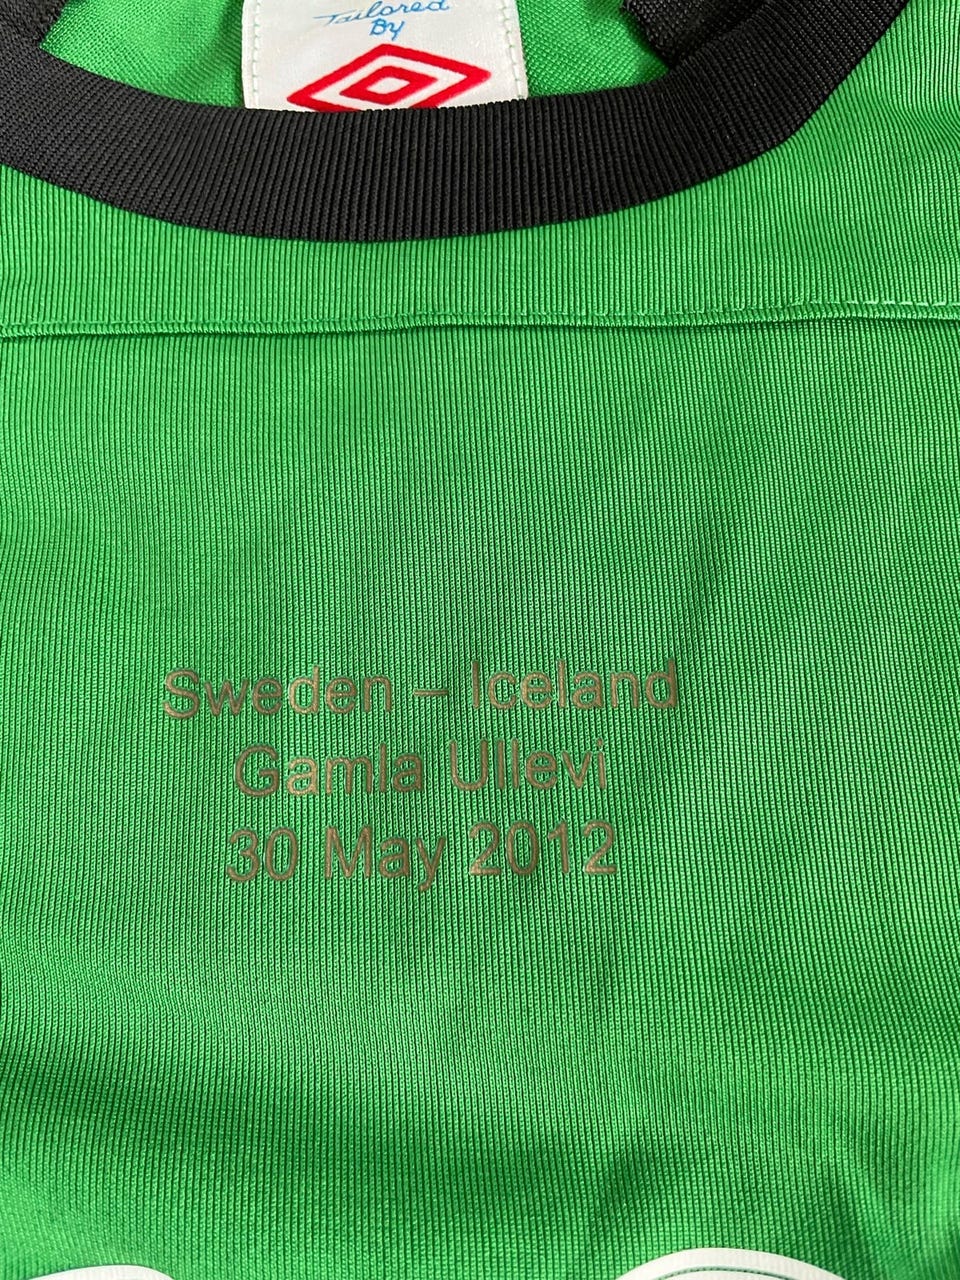 Tailored
By
Sweden – Iceland
Gamla Ullevi
30 May 2012